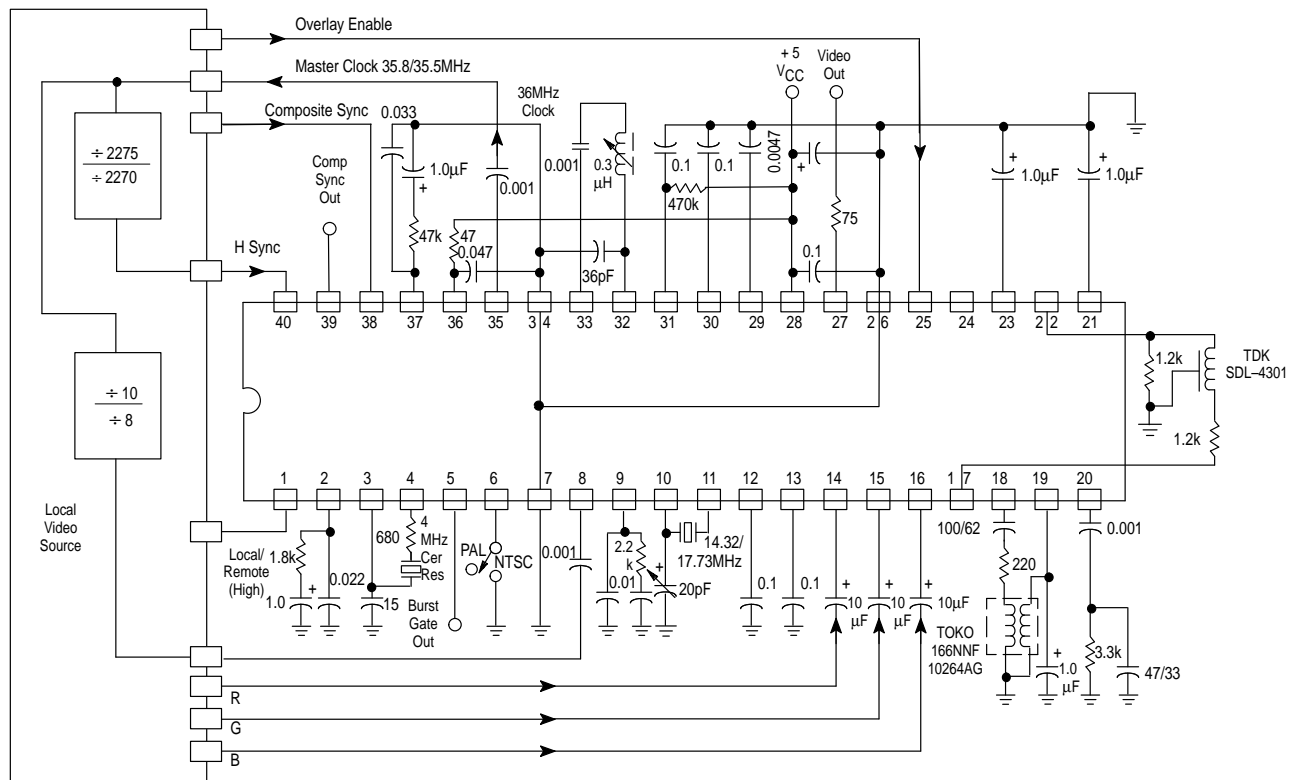 Overlay Enable
Master Clock 35.8/35.5MHz
Composite Sync
+ 5
VCC
Video
Out
36MHz
Clock
÷ 2275
÷ 2270
Comp
Sync
Out
0.033
1.0µF
+
47k
0.001
47
0.047
0.001
0.3
µH
36pF
0.1
0.1
0.0047
470k
+
75
0.1
+
1.0µF
+
1.0µF
H Sync
40
39
38
37
36
35
3 4
33
32
31
30
29
28
27
2 6
25
24
23
2 2
21
1.2k
TDK
SDL–4301
1.2k
÷ 10
÷ 8
Local
Video
Source
1
2
3
4
5
6
7
8
9
10
11
12
13
14
15
16
1 7
18
19
20
Local/
Remote
(High)
1.8k
+
1.0
0.022
680
4
MHz
Cer
Res
15
Burst
Gate
Out
PAL
NTSC
0.001
2.2
k
0.01
+
20pF
14.32/
17.73MHz
0.1
0.1
+
10
µF
+
10
µF
+
10µF
100/62
220
TOKO
166NNF
10264AG
+
1.0
µF
0.001
3.3k
47/33
R
G
B